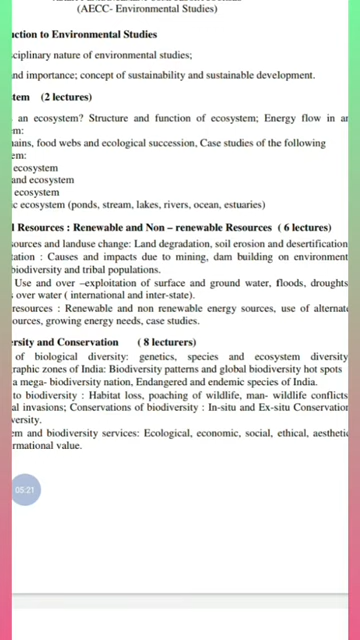 (AECC- Environmental Studies)
ction to Environmental Studies
ciplinary nature of environmental studies;
nd importance; concept of sustainability and sustainable development.
tem (2 lectures)
an ecosystem? Structure and function of ecosystem; Energy flow in an
m:
ains, food webs and ecological succession, Case studies of the following
em:
ecosystem
and ecosystem
ecosystem
c ecosystem (ponds, stream, lakes, rivers, ocean, estuaries)
l Resources : Renewable and Non – renewable Resources ( 6 lectures)
ources and landuse change: Land degradation, soil erosion and desertification
tation : Causes and impacts due to mining, dam building on environment
biodiversity and tribal populations.
Use and over –exploitation of surface and ground water, floods, droughts
over water ( international and inter-state).
resources : Renewable and non renewable energy sources, use of alternate
ources, growing energy needs, case studies.
rsity and Conservation ( 8 lecturers)
of biological diversity: genetics, species and ecosystem diversity
raphic zones of India: Biodiversity patterns and global biodiversity hot spots
a mega- biodiversity nation, Endangered and endemic species of India.
to biodiversity : Habitat loss, poaching of wildlife, man- wildlife conflicts
al invasions; Conservations of biodiversity : In-situ and Ex-situ Conservation
versity.
em and biodiversity services: Ecological, economic, social, ethical, aesthetic
rmational value.
05:21